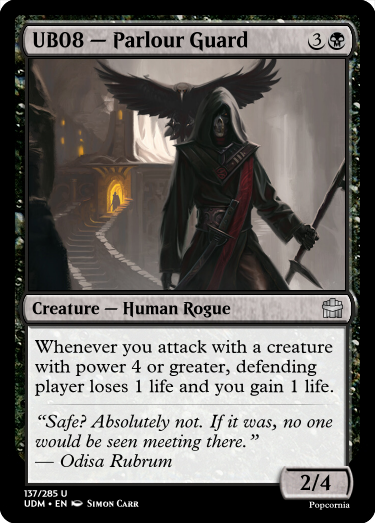 UB08 — Parlour Guard 3
Creature — Human Rogue
Whenever you attack with a creature
with power 4 or greater, defending
player loses 1 life and you gain 1 life.
“Safe? Absolutely not. If it was, no one
would be seen meeting there.”
— Odisa Rubrum
2/4
137/285 U
UDM • EN Simon Carr
Popcornia